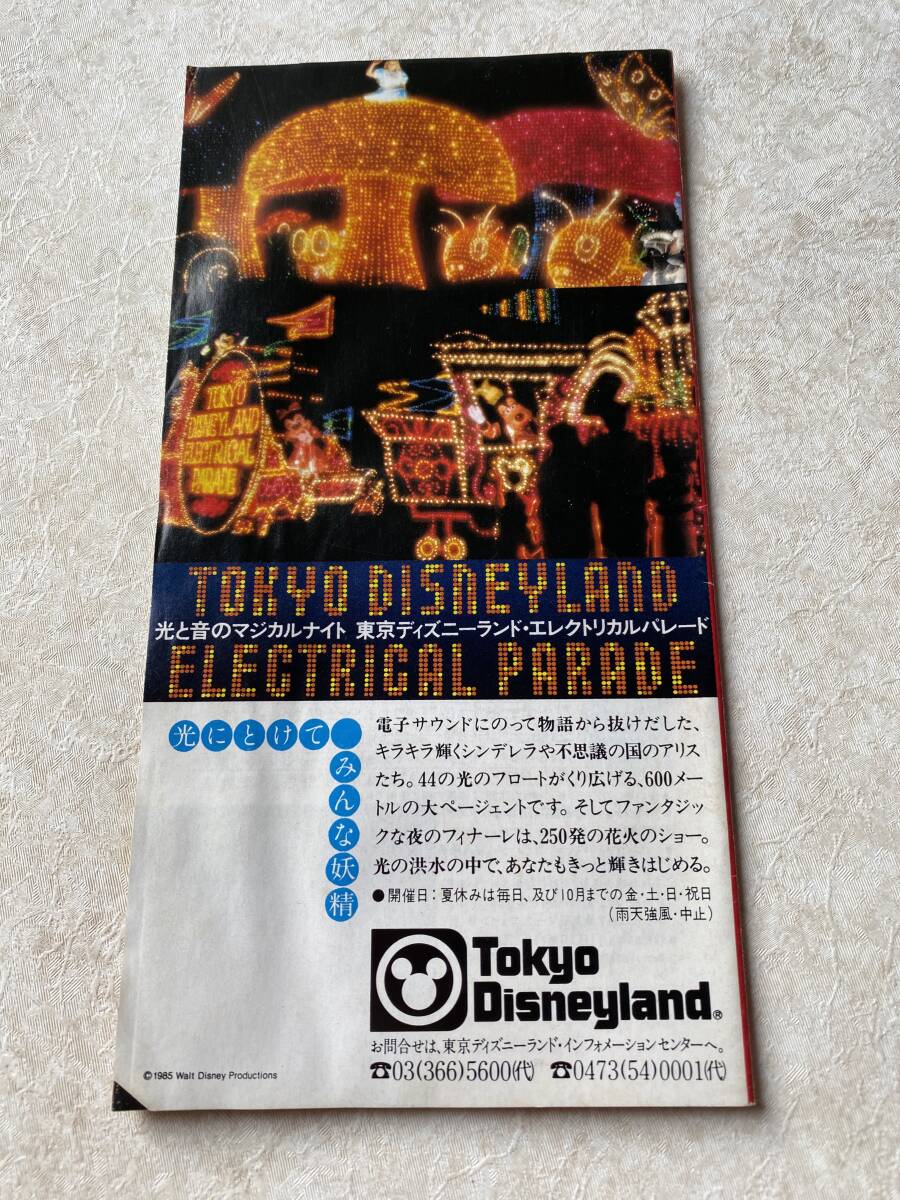 TOKYO
DISNEYLAND
ELECTRICAL
PARADE
TOKYO DISNEYLAND
光と音のマジカルナイト 東京ディズニーランド・エレクトリカルパレード
ELECTRICAL PARADE
光にとけて
みんな妖精
電子サウンドにのって物語から抜けだした、
キラキラ輝くシンデレラや不思議の国のアリス
たち。44の光のフロートがくり広げる、600メー
トルの大ページェントです。そしてファンタジッ
クな夜のフィナーレは、250発の花火のショー。
光の洪水の中で、あなたもきっと輝きはじめる。
●開催日:夏休みは毎日、及び10月までの金・土・日・祝日
(雨天強風・中止)
Tokyo
Disneyland®
お問合せは、東京ディズニーランド・インフォメーションセンターへ。
☎03(366)5600(代) ☎0473(54)0001(代)
©1985 Walt Disney Productions